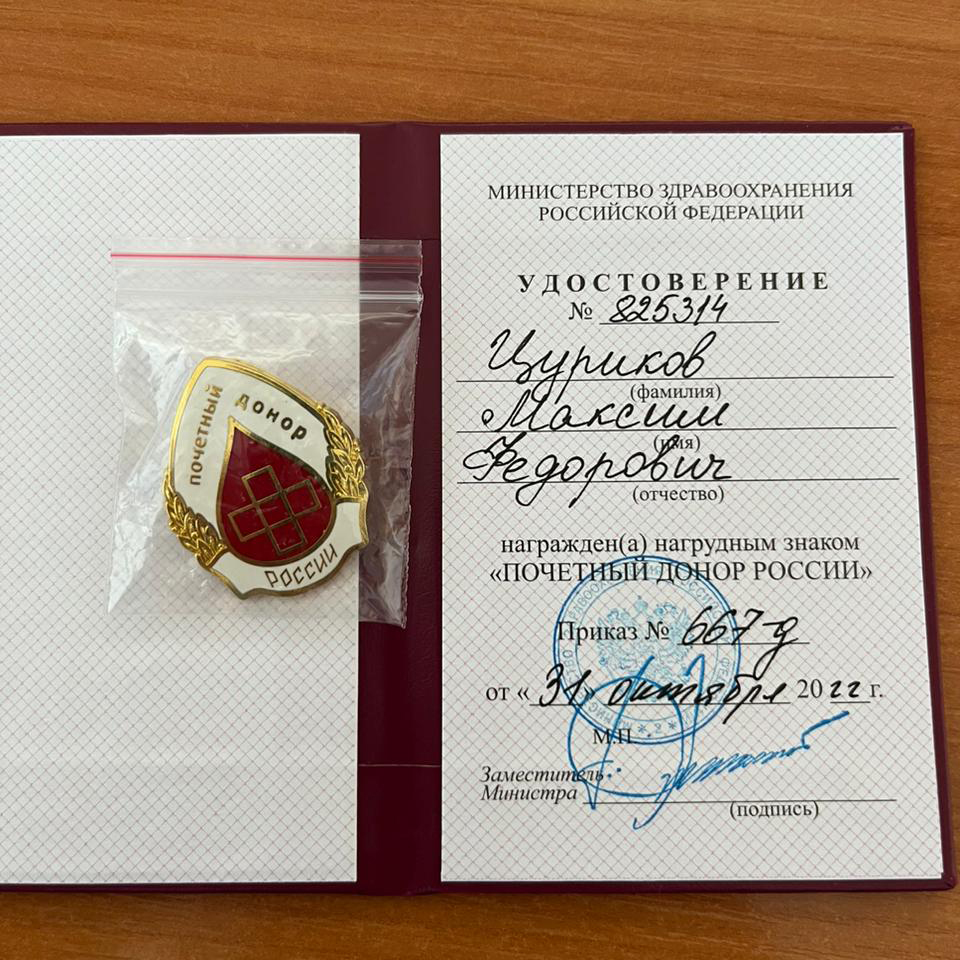 почетный
донор
РОССИИ
МИНИСТЕРСТВО ЗДРАВООХРАНЕНИЯ
РОССИЙСКОЙ ФЕДЕРАЦИИ
УДОСТОВЕРЕНИЕ
№ 825314
Цуриков
(фамилия)
Максим
(имя)
Федорович
(отчество)
награжден(а) нагрудным знаком
«ПОЧЕТНЫЙ ДОНОР РОССИИ»
Приказ № 667-д
от «31» октября 2022 г.
М.П.
Заместитель
Министра
(подпись)